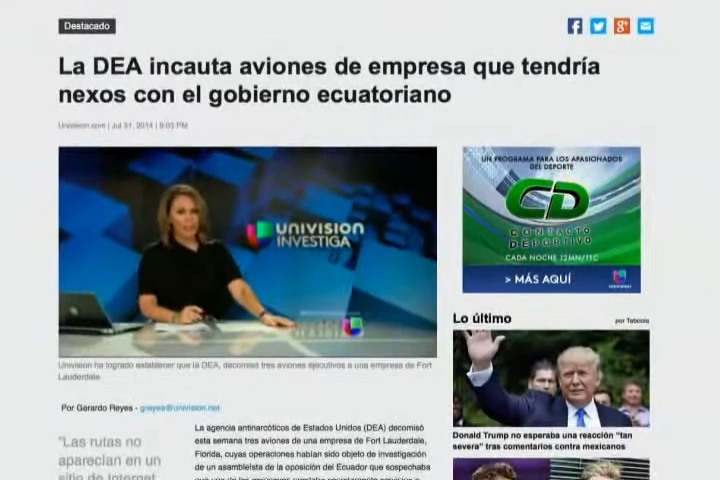 Destacado
La DEA incauta aviones de empresa que tendría
nexos con el gobierno ecuatoriano
Univision.com | Jul 31, 2014 | 9:03 PM
UN PROGRAMA PARA LOS APASIONADOS
DEL DEPORTE
CD
CONTACTO
DEPORTIVO
CADA NOCHE 12MN/11C
> MÁS AQUÍ
UNIVISION
INVESTIGA
Univision ha logrado establecer que la DEA, decomisó tres aviones ejecutivos a una empresa de Fort
Lauderdale
Lo último
por Taboola
Por Gerardo Reyes - greyes@univision.net
"Las rutas no
aparecían en un
sitio de Internet
La agencia antinarcóticos de Estados Unidos (DEA) decomisó
esta semana tres aviones de una empresa de Fort Lauderdale,
Florida, cuyas operaciones habían sido objeto de investigación
de un asambleísta de la oposición del Ecuador que sospechaba
Donald Trump no esperaba una reacción "tan
severa" tras comentarios contra mexicanos